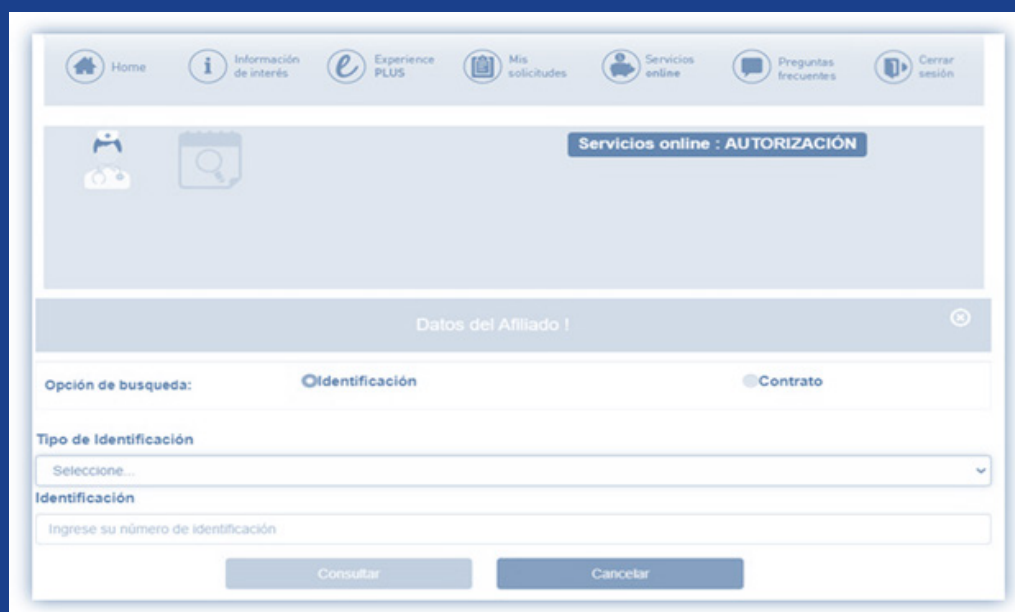 Home
Información
de interés
Experience
PLUS
Mis
solicitudes
Servicios
online
Preguntas
frecuentes
Cerrar
sesión
Servicios online : AUTORIZACIÓN
Datos del Afiliado !
Opción de busqueda:
Identificación
Contrato
Tipo de Identificación
Seleccione...
Identificación
Ingrese su número de identificación
Consultar
Cancelar